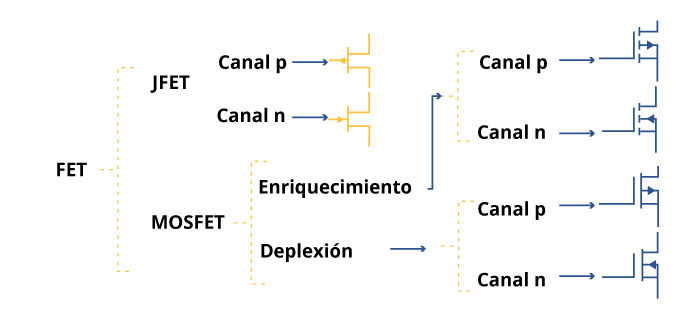 FET
JFET
Canal p
Canal n
MOSFET
Enriquecimiento
Canal p
Canal n
Deplexión
Canal p
Canal n